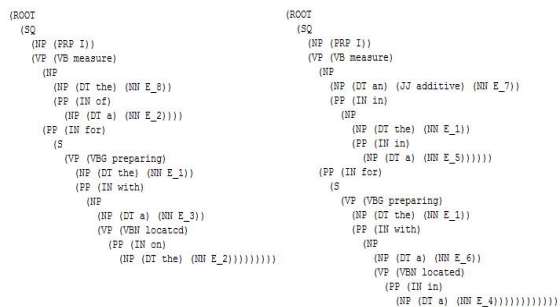 (ROOT
(SQ
(NP (PRP I))
(VP (VB measure)
(NP
(NP (DT the) (NN E_8))
(PP (IN of)
(NP (DT a) (NN E_2))))
(PP (IN for)
(S
(VP (VBG preparing)
(NP (DT the) (NN E_1))
(PP (IN with)
(NP
(NP (DT a) (NN E_3))
(VP (VBN locatcd)
(PP (IN on)
(NP (DT the) (NN E_2)))))))))
(ROOT
(SQ
(NP (PRP I))
(VP (VB measure)
(NP
(NP (DT an) (JJ additive) (NN E_7))
(PP (IN in)
(NP
(NP (DT the) (NN E_1))
(PP (IN in)
(NP (DT a) (NN E_5))))))
(PP (IN for)
(S
(VP (VBG preparing)
(NP (DT the) (NN E_1))
(PP (IN with)
(NP
(NP (DT a) (NN E_6))
(VP (VBN located)
(PP (IN in)
(NP (DT a) (NN E_4))))))))))))